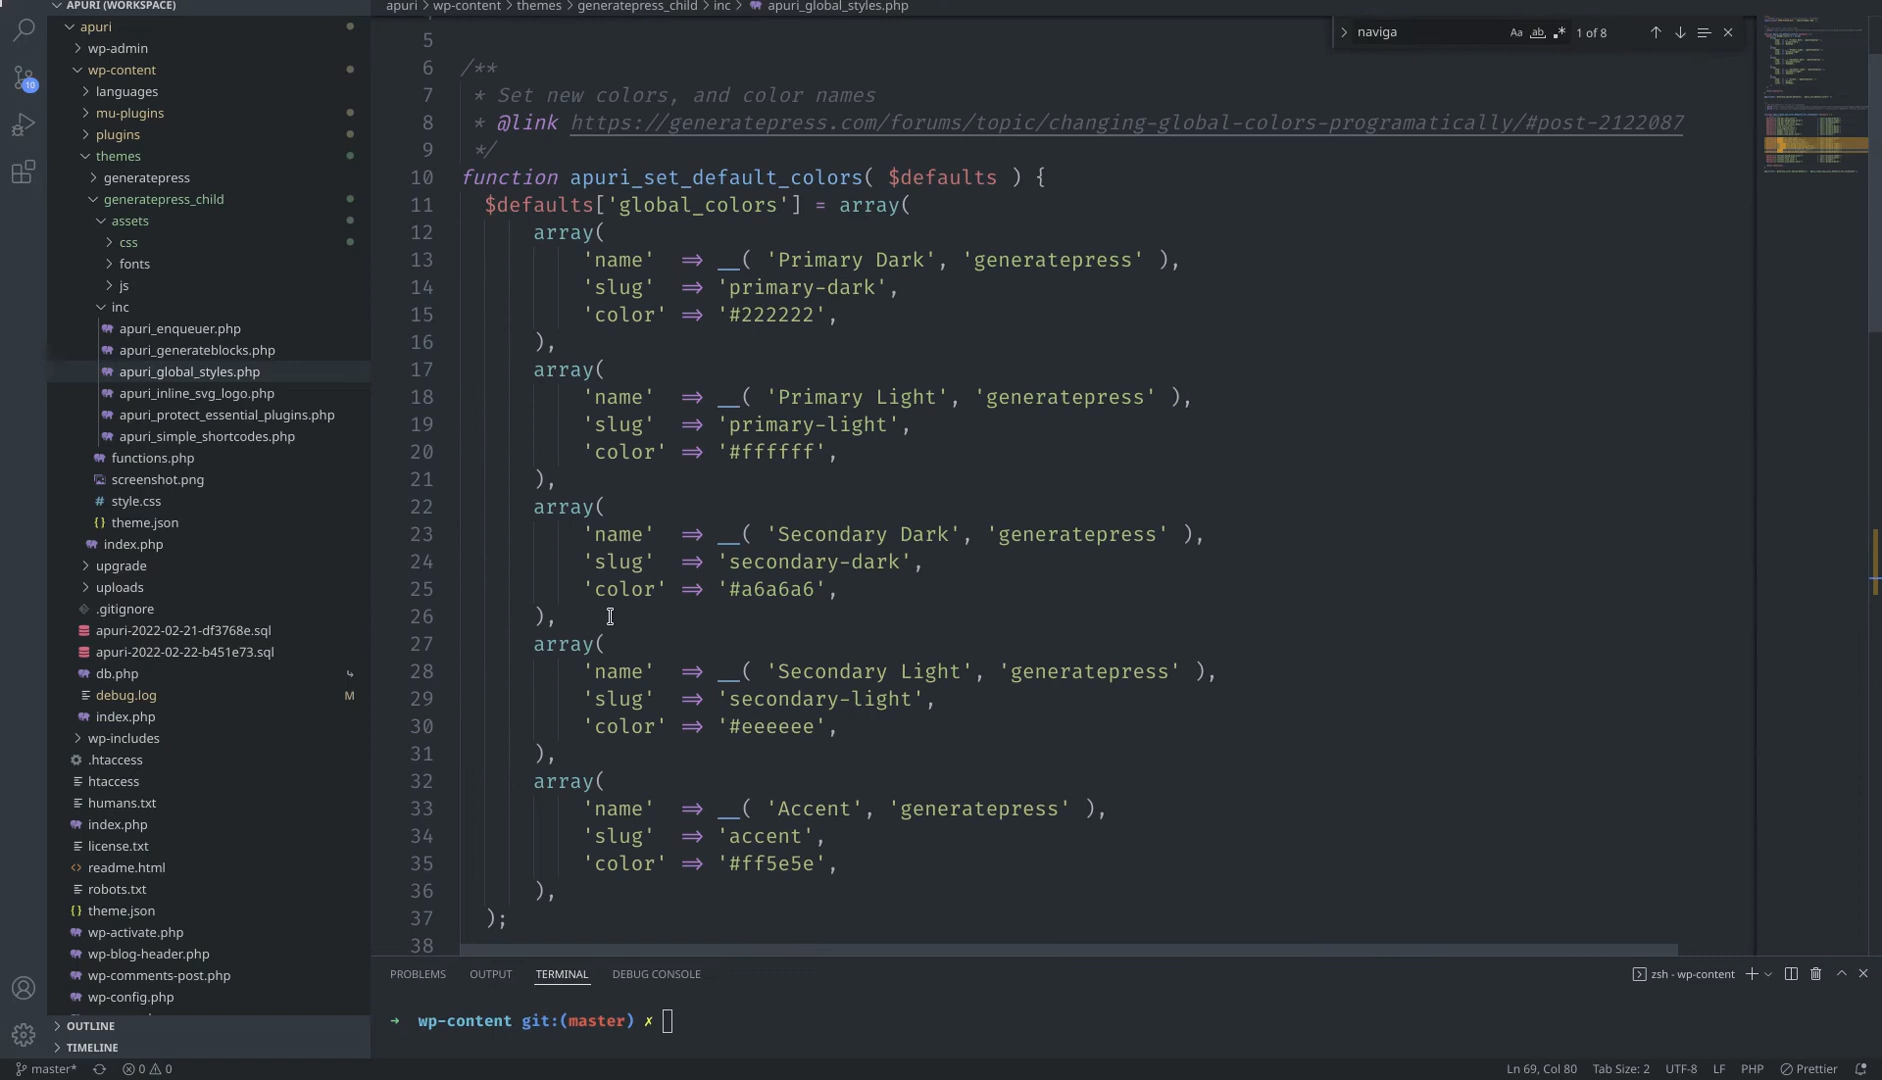 APURI (WORKSPACE)
apuri
wp-admin
wp-content
languages
mu-plugins
plugins
themes
generatepress
generatepress_child
assets
css
fonts
js
inc
apuri_enqueuer.php
apuri_generateblocks.php
apuri_global_styles.php
apuri_inline_svg_logo.php
apuri_protect_essential_plugins.php
apuri_simple_shortcodes.php
functions.php
screenshot.png
# style.css
{} theme.json
index.php
upgrade
uploads
.gitignore
apuri-2022-02-21-df3768e.sql
apuri-2022-02-22-b451e73.sql
db.php
debug.log M
index.php
wp-includes
.htaccess
htaccess
humans.txt
index.php
license.txt
<> readme.html
robots.txt
{} theme.json
wp-activate.php
wp-blog-header.php
wp-comments-post.php
wp-config.php
OUTLINE
TIMELINE
10
apuri > wp-content > themes > generatepress_child > inc > apuri_global_styles.php
naviga Aa ab .* 1 of 8
5
6 /**
7 * Set new colors, and color names
8 * @link https://generatepress.com/forums/topic/changing-global-colors-programatically/#post-2122087
9 */
10 function apuri_set_default_colors( $defaults ) {
11 $defaults['global_colors'] = array(
12 array(
13 'name' => __( 'Primary Dark', 'generatepress' ),
14 'slug' => 'primary-dark',
15 'color' => '#222222',
16 ),
17 array(
18 'name' => __( 'Primary Light', 'generatepress' ),
19 'slug' => 'primary-light',
20 'color' => '#ffffff',
21 ),
22 array(
23 'name' => __( 'Secondary Dark', 'generatepress' ),
24 'slug' => 'secondary-dark',
25 'color' => '#a6a6a6',
26 ),
27 array(
28 'name' => __( 'Secondary Light', 'generatepress' ),
29 'slug' => 'secondary-light',
30 'color' => '#eeeeee',
31 ),
32 array(
33 'name' => __( 'Accent', 'generatepress' ),
34 'slug' => 'accent',
35 'color' => '#ff5e5e',
36 ),
37 );
38
PROBLEMS OUTPUT TERMINAL DEBUG CONSOLE
zsh - wp-content
→ wp-content git:(master) ✗
master* 0 0
Ln 69, Col 80 Tab Size: 2 UTF-8 LF PHP Prettier